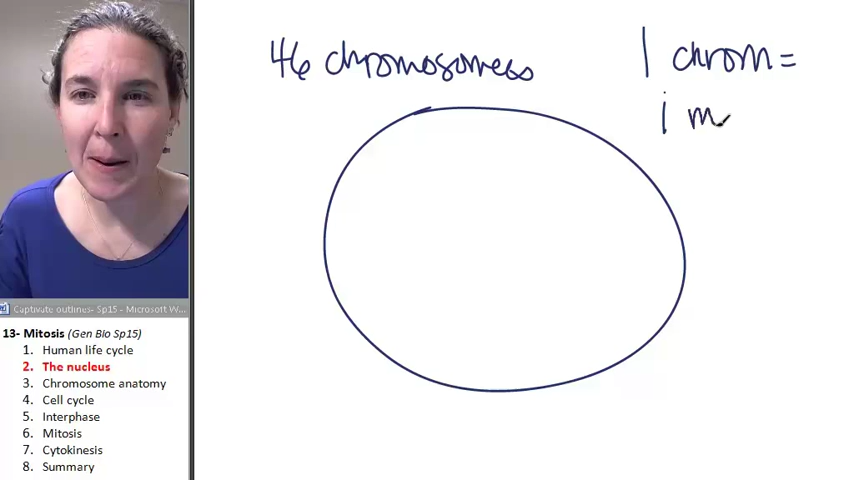 46 chromosomes
1 chrom=
1 m
Captivate outlines- Sp15 - Microsoft W...
13- Mitosis (Gen Bio Sp15)
1. Human life cycle
2. The nucleus
3. Chromosome anatomy
4. Cell cycle
5. Interphase
6. Mitosis
7. Cytokinesis
8. Summary